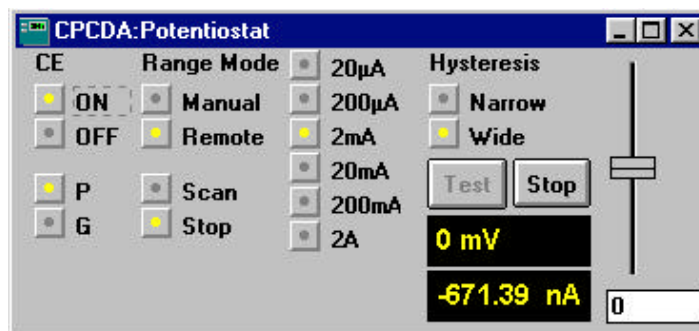 CPCDA:Potentiostat
CE
ON
OFF
P
G
Range Mode
Manual
Remote
Scan
Stop
20µA
200µA
2mA
20mA
200mA
2A
Hysteresis
Narrow
Wide
Test Stop
0 mV
-671.39 nA
0